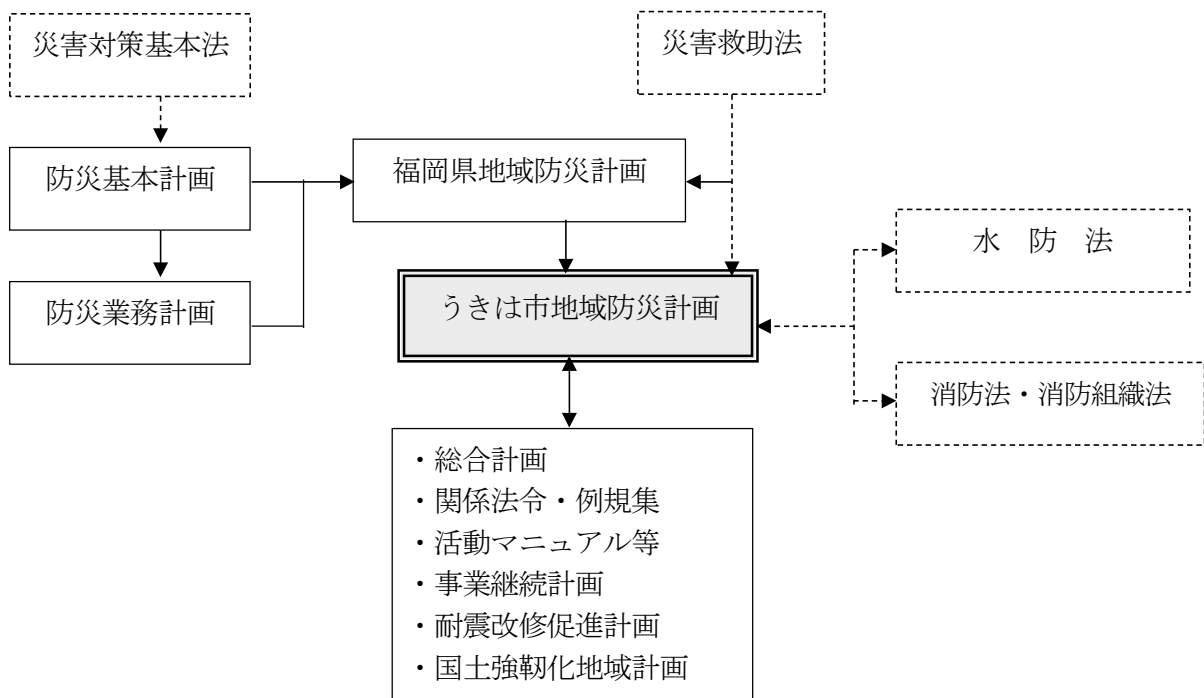 災害対策基本法
災害救助法
防災基本計画
福岡県地域防災計画
水　防　法
防災業務計画
うきは市地域防災計画
消防法・消防組織法
・総合計画
・関係法令・例規集
・活動マニュアル等
・事業継続計画
・耐震改修促進計画
・国土強靱化地域計画